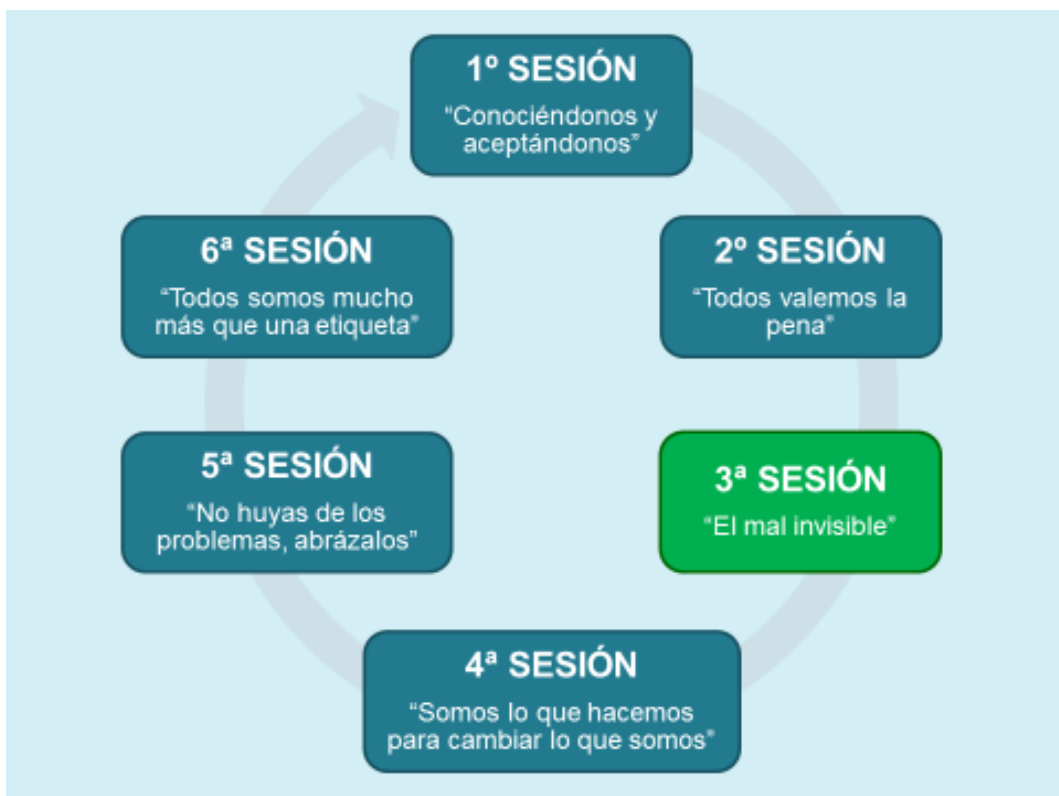 1º SESIÓN
“Conociéndonos y
aceptándonos”
2º SESIÓN
“Todos valemos la
pena”
3ª SESIÓN
“El mal invisible”
4ª SESIÓN
“Somos lo que hacemos
para cambiar lo que somos”
5ª SESIÓN
“No huyas de los
problemas, abrázalos”
6ª SESIÓN
“Todos somos mucho
más que una etiqueta”